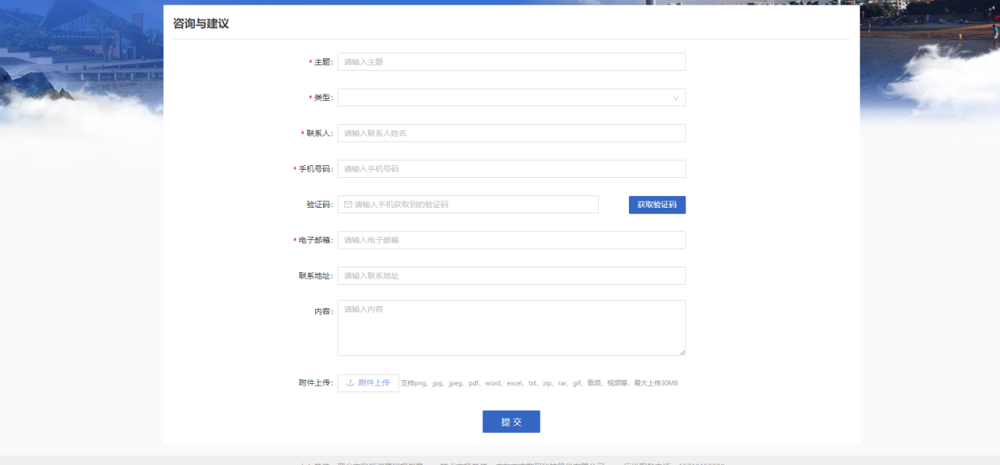 咨询与建议
* 主题: 请输入主题
* 类型:
* 联系人: 请输入联系人姓名
* 手机号码: 请输入手机号码
验证码: 请输入手机获取到的验证码 获取验证码
* 电子邮箱: 请输入电子邮箱
联系地址: 请输入联系地址
内容: 请输入内容
附件上传: 附件上传 支持png、jpg、jpeg、pdf、word、excel、txt、zip、rar、gif、音频、视频等，最大上传30MB
提 交